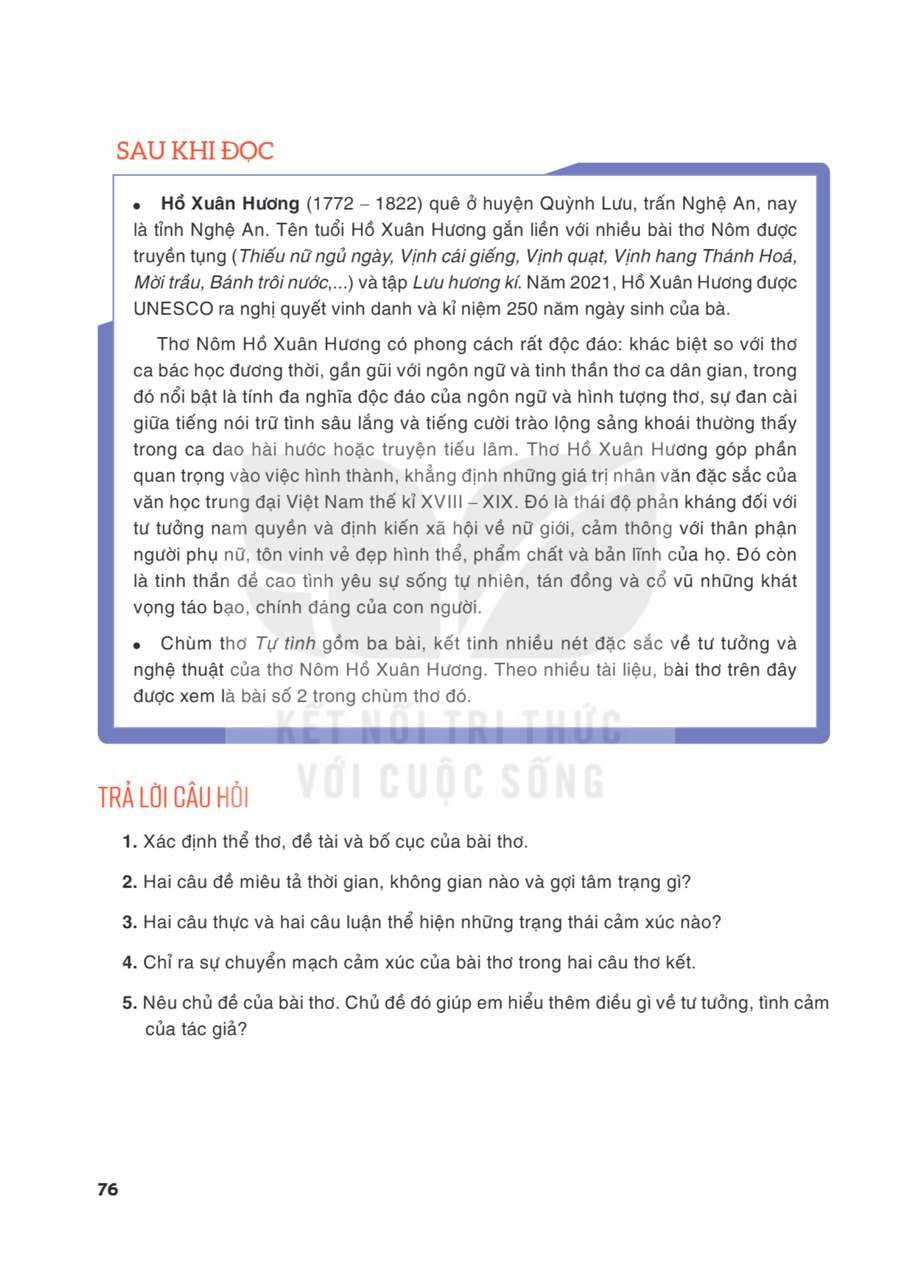 SAU KHI ĐỌC
• Hồ Xuân Hương (1772 – 1822) quê ở huyện Quỳnh Lưu, trấn Nghệ An, nay
là tỉnh Nghệ An. Tên tuổi Hồ Xuân Hương gắn liền với nhiều bài thơ Nôm được
truyền tụng (Thiếu nữ ngủ ngày, Vịnh cái giếng, Vịnh quạt, Vịnh hang Thánh Hoá,
Mời trầu, Bánh trôi nước,...) và tập Lưu hương kí. Năm 2021, Hồ Xuân Hương được
UNESCO ra nghị quyết vinh danh và kỉ niệm 250 năm ngày sinh của bà.
Thơ Nôm Hồ Xuân Hương có phong cách rất độc đáo: khác biệt so với thơ
ca bác học đương thời, gần gũi với ngôn ngữ và tinh thần thơ ca dân gian, trong
đó nổi bật là tính đa nghĩa độc đáo của ngôn ngữ và hình tượng thơ, sự đan cài
giữa tiếng nói trữ tình sâu lắng và tiếng cười trào lộng sảng khoái thường thấy
trong ca dao hài hước hoặc truyện tiếu lâm. Thơ Hồ Xuân Hương góp phần
quan trọng vào việc hình thành, khẳng định những giá trị nhân văn đặc sắc của
văn học trung đại Việt Nam thế kỉ XVIII – XIX. Đó là thái độ phản kháng đối với
tư tưởng nam quyền và định kiến xã hội về nữ giới, cảm thông với thân phận
người phụ nữ, tôn vinh vẻ đẹp hình thể, phẩm chất và bản lĩnh của họ. Đó còn
là tinh thần đề cao tình yêu sự sống tự nhiên, tán đồng và cổ vũ những khát
vọng táo bạo, chính đáng của con người.
• Chùm thơ Tự tình gồm ba bài, kết tinh nhiều nét đặc sắc về tư tưởng và
nghệ thuật của thơ Nôm Hồ Xuân Hương. Theo nhiều tài liệu, bài thơ trên đây
được xem là bài số 2 trong chùm thơ đó.
KẾT NỐI TRI THỨC
VỚI CUỘC SỐNG
TRẢ LỜI CÂU HỎI
1. Xác định thể thơ, đề tài và bố cục của bài thơ.
2. Hai câu đề miêu tả thời gian, không gian nào và gợi tâm trạng gì?
3. Hai câu thực và hai câu luận thể hiện những trạng thái cảm xúc nào?
4. Chỉ ra sự chuyển mạch cảm xúc của bài thơ trong hai câu thơ kết.
5. Nêu chủ đề của bài thơ. Chủ đề đó giúp em hiểu thêm điều gì về tư tưởng, tình cảm
của tác giả?
76